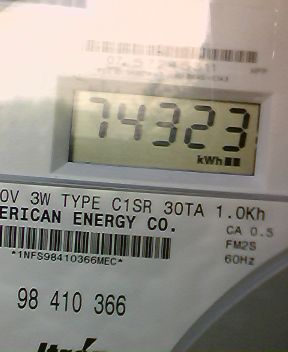 74323
kWh
0V 3W TYPE C1SR 30TA 1.0Kh
ERICAN ENERGY CO.
CA 0.5
FM2S
60Hz
*1NFS98410366MEC*
98 410 366
Itrón